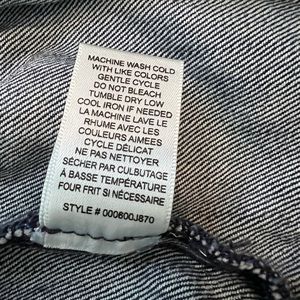 MACHINE WASH COLD
WITH LIKE COLORS
GENTLE CYCLE
DO NOT BLEACH
TUMBLE DRY LOW
COOL IRON IF NEEDED
LA MACHINE LAVE LE
RHUME AVEC LES
COULEURS AIMEES
CYCLE DÉLICAT
NE PAS NETTOYER
SÉCHER PAR CULBUTAGE
À BASSE TEMPÉRATURE
FOUR FRIT SI NÉCESSAIRE
STYLE # 000600J870